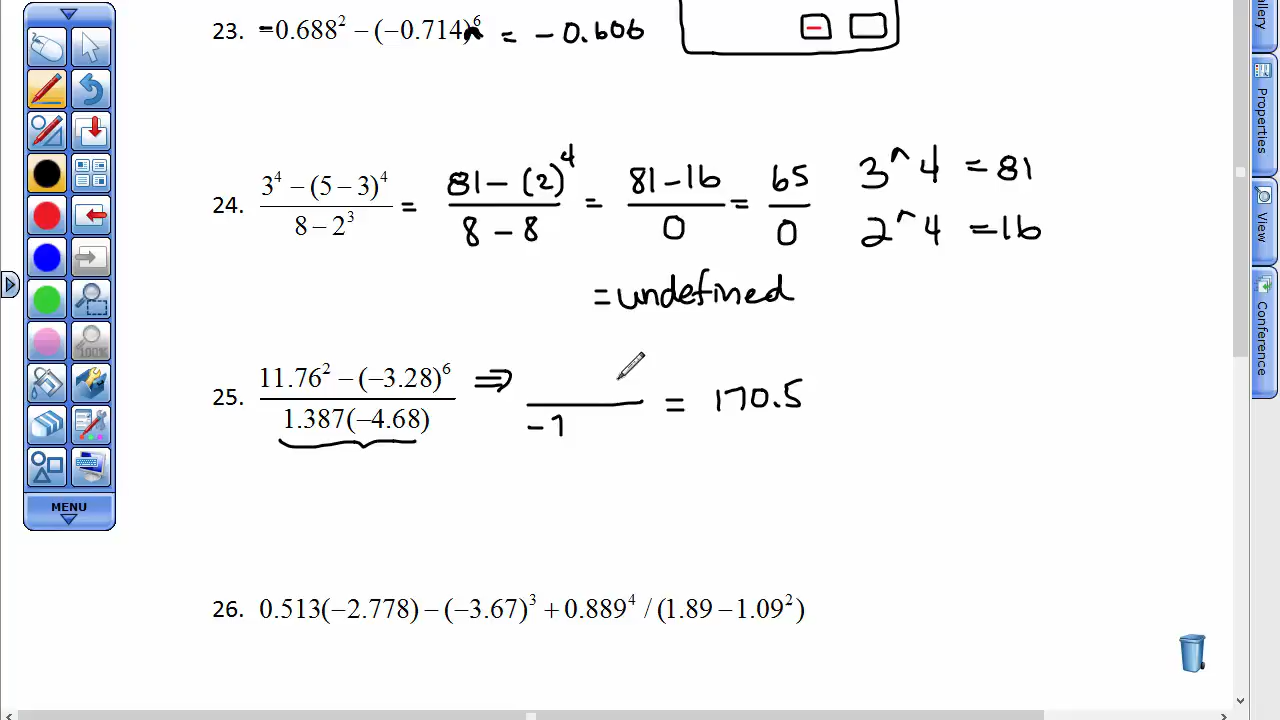 23. -0.688² − (−0.714)⁶ = -0.606
24. (3⁴ − (5 − 3)⁴)/(8 − 2³) = (81 - (2)⁴)/(8 - 8) = (81 - 16)/0 = 65/0
3^4 = 81
2^4 = 16
= undefined
25. (11.76² − (−3.28)⁶)/(1.387(−4.68)) ⇒ /-7 = 170.5
26. 0.513(−2.778) − (−3.67)³ + 0.889⁴ / (1.89 − 1.09²)
100%
MENU
Gallery
Properties
View
Conference